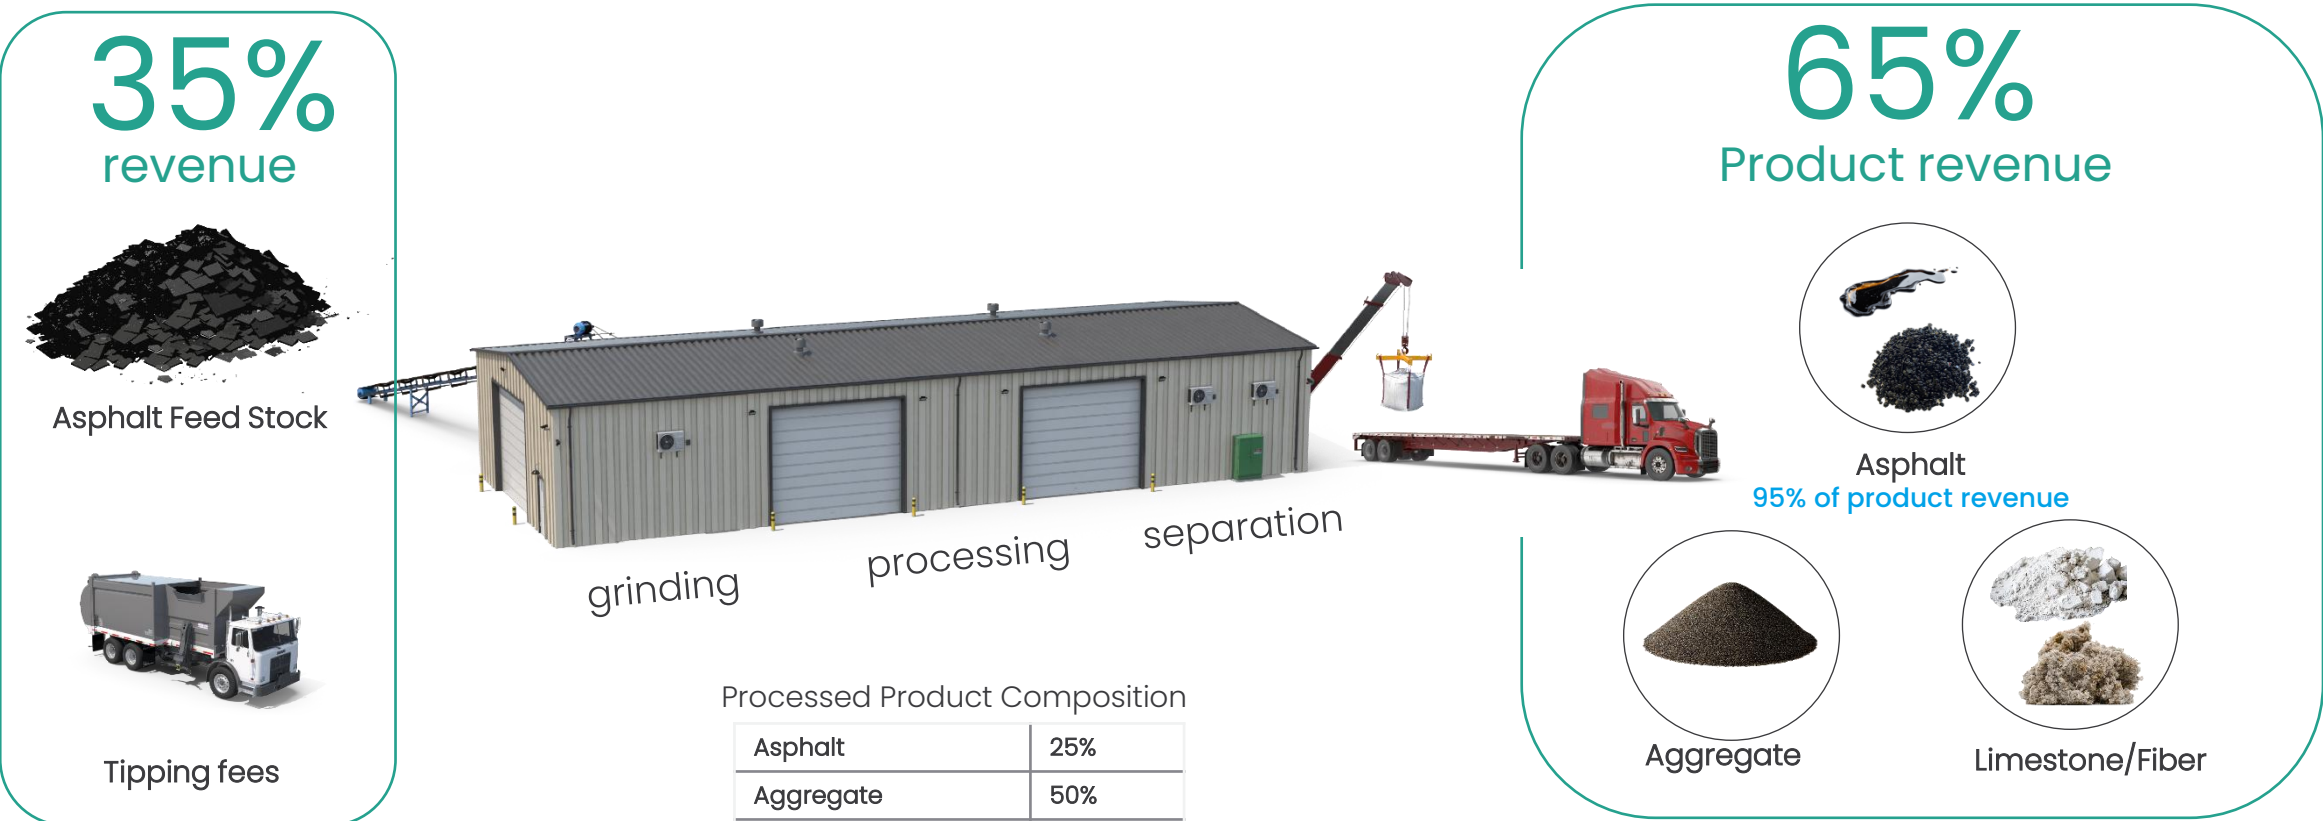 35%
revenue
Asphalt Feed Stock
Tipping fees
grinding
processing
separation
Processed Product Composition
Asphalt 25%
Aggregate 50%
65%
Product revenue
Asphalt
95% of product revenue
Aggregate
Limestone/Fiber